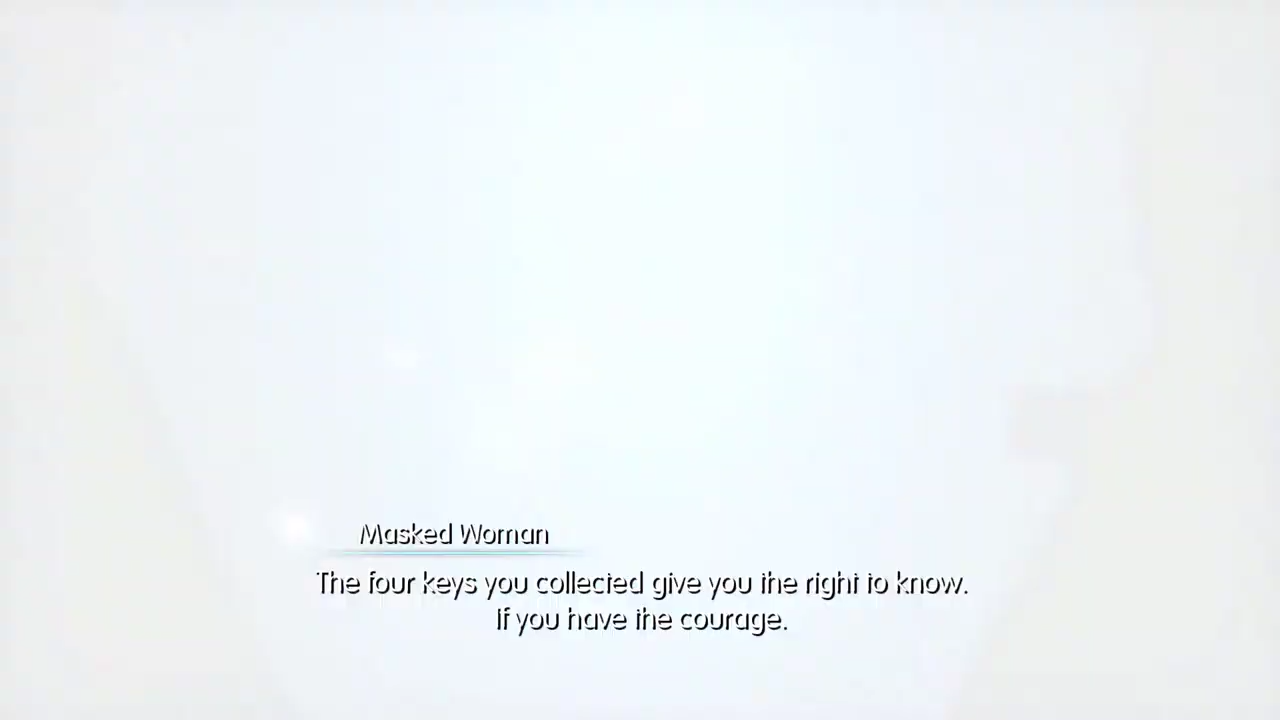 Masked Woman
The four keys you collected give you the right to know.
If you have the courage.